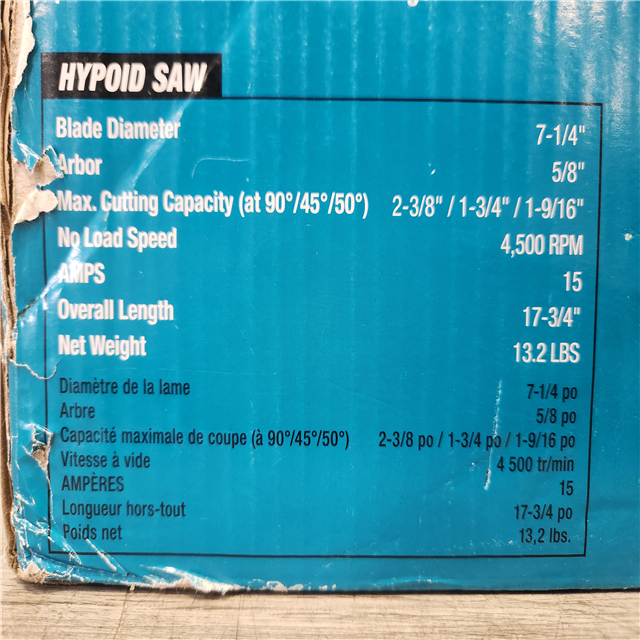 HYPOID SAW
Blade Diameter 7-1/4"
Arbor 5/8"
Max. Cutting Capacity (at 90°/45°/50°) 2-3/8" / 1-3/4" / 1-9/16"
No Load Speed 4,500 RPM
AMPS 15
Overall Length 17-3/4"
Net Weight 13.2 LBS
Diamètre de la lame 7-1/4 po
Arbre 5/8 po
Capacité maximale de coupe (à 90°/45°/50°) 2-3/8 po / 1-3/4 po / 1-9/16 po
Vitesse à vide 4 500 tr/min
AMPÈRES 15
Longueur hors-tout 17-3/4 po
Poids net 13,2 lbs.